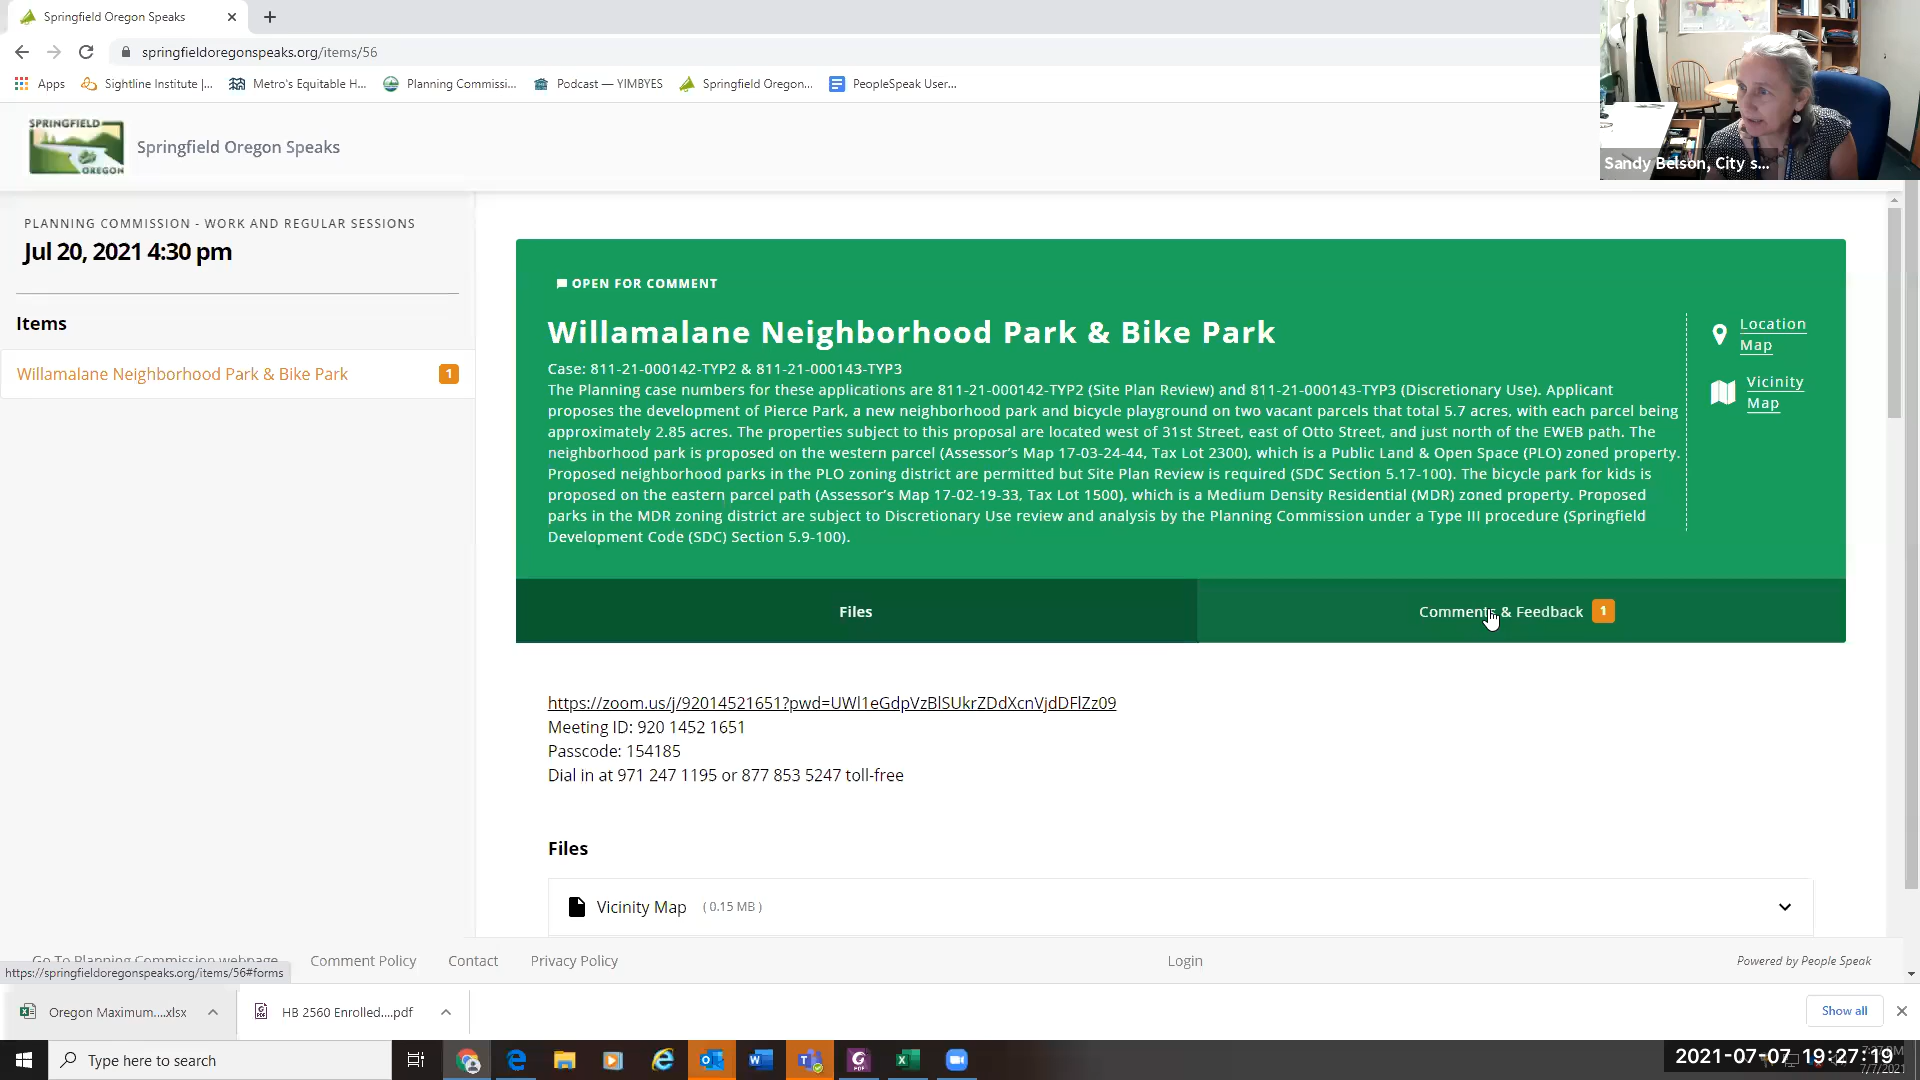 Springfield Oregon Speaks
springfieldoregonspeaks.org/items/56
Apps
Sightline Institute |...
Metro's Equitable H...
Planning Commissi...
Podcast — YIMBYES
Springfield Oregon...
PeopleSpeak User...
SPRINGFIELD
OREGON
Springfield Oregon Speaks
Sandy Belson, City s...
PLANNING COMMISSION - WORK AND REGULAR SESSIONS
Jul 20, 2021 4:30 pm
Items
Willamalane Neighborhood Park & Bike Park 1
OPEN FOR COMMENT
Willamalane Neighborhood Park & Bike Park
Case: 811-21-000142-TYP2 & 811-21-000143-TYP3
The Planning case numbers for these applications are 811-21-000142-TYP2 (Site Plan Review) and 811-21-000143-TYP3 (Discretionary Use). Applicant
proposes the development of Pierce Park, a new neighborhood park and bicycle playground on two vacant parcels that total 5.7 acres, with each parcel being
approximately 2.85 acres. The properties subject to this proposal are located west of 31st Street, east of Otto Street, and just north of the EWEB path. The
neighborhood park is proposed on the western parcel (Assessor's Map 17-03-24-44, Tax Lot 2300), which is a Public Land & Open Space (PLO) zoned property.
Proposed neighborhood parks in the PLO zoning district are permitted but Site Plan Review is required (SDC Section 5.17-100). The bicycle park for kids is
proposed on the eastern parcel path (Assessor's Map 17-02-19-33, Tax Lot 1500), which is a Medium Density Residential (MDR) zoned property. Proposed
parks in the MDR zoning district are subject to Discretionary Use review and analysis by the Planning Commission under a Type III procedure (Springfield
Development Code (SDC) Section 5.9-100).
Location
Map
Vicinity
Map
Files
Comments & Feedback 1
https://zoom.us/j/92014521651?pwd=UWl1eGdpVzBlSUkrZDdXcnVjdDFlZz09
Meeting ID: 920 1452 1651
Passcode: 154185
Dial in at 971 247 1195 or 877 853 5247 toll-free
Files
Vicinity Map ( 0.15 MB )
Go To Planning Commission webpage
Comment Policy
Contact
Privacy Policy
Login
Powered by People Speak
https://springfieldoregonspeaks.org/items/56#forms
Oregon Maximum....xlsx
HB 2560 Enrolled....pdf
Show all
Type here to search
2021-07-07 19:27:19
7/7/2021